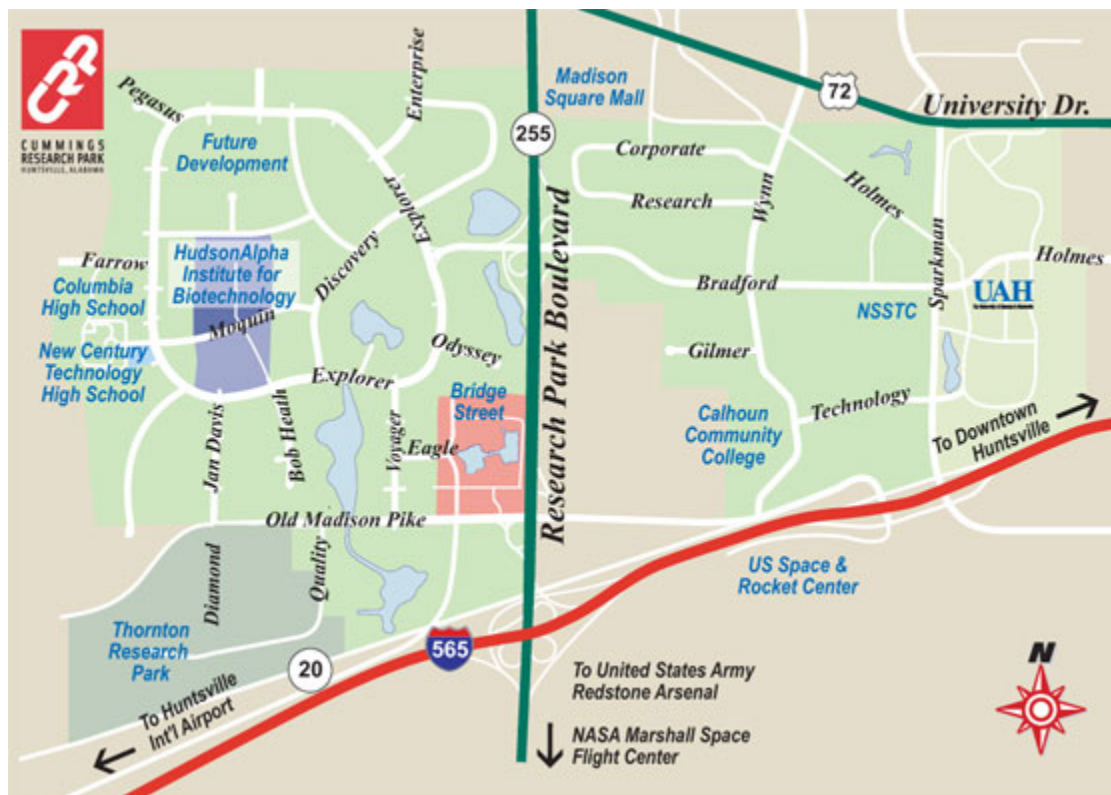 CRP
CUMMINGS
RESEARCH PARK
HUNTSVILLE, ALABAMA
Pegasus
Future
Development
Enterprise
Madison
Square Mall
72
University Dr.
255
Corporate
Research
Wynn
Holmes
Explorer
Discovery
Farrow
HudsonAlpha
Institute for
Biotechnology
Columbia
High School
Moquin
New Century
Technology
High School
Research Park Boulevard
Bradford
Sparkman
Holmes
NSSTC
UAH
Gilmer
Odyssey
Explorer
Bridge
Street
Technology
Calhoun
Community
College
To Downtown
Huntsville
Jan Davis
Bob Heath
Voyager
Eagle
Old Madison Pike
Diamond
Quality
US Space &
Rocket Center
Thornton
Research
Park
565
20
To Huntsville
Int'l Airport
To United States Army
Redstone Arsenal
NASA Marshall Space
Flight Center
N